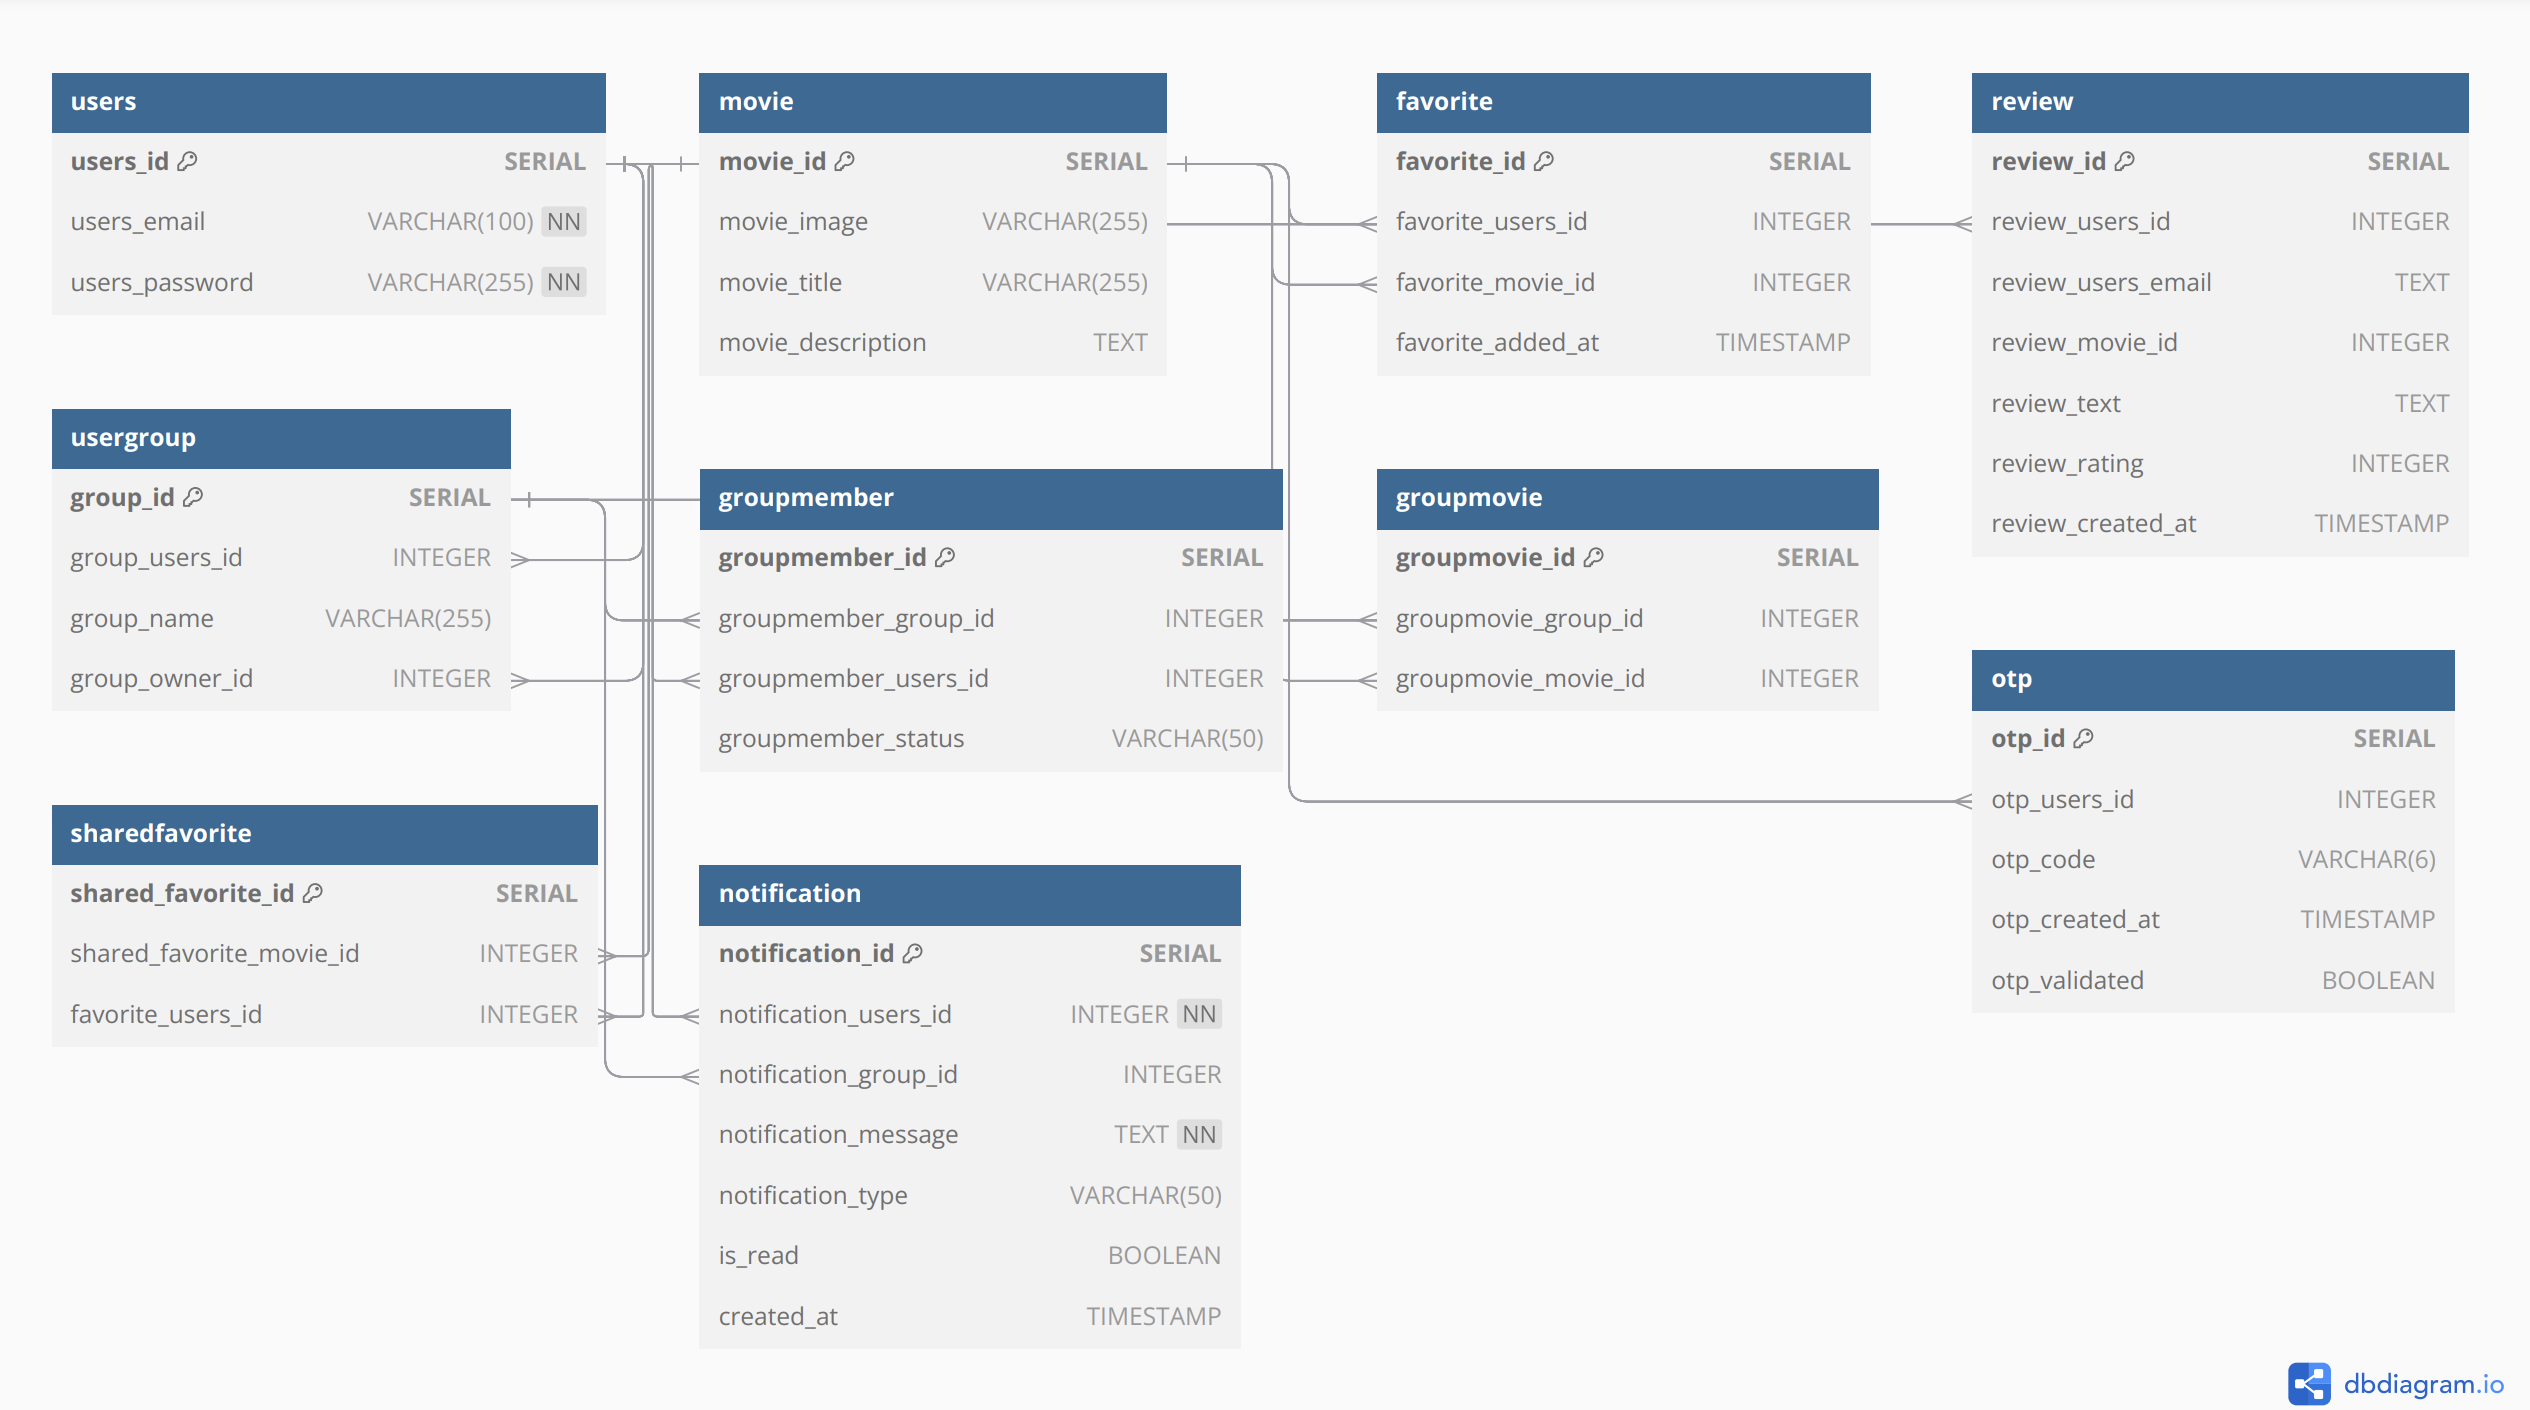 users
users_id SERIAL
users_email VARCHAR(100) NN
users_password VARCHAR(255) NN
movie
movie_id SERIAL
movie_image VARCHAR(255)
movie_title VARCHAR(255)
movie_description TEXT
favorite
favorite_id SERIAL
favorite_users_id INTEGER
favorite_movie_id INTEGER
favorite_added_at TIMESTAMP
review
review_id SERIAL
review_users_id INTEGER
review_users_email TEXT
review_movie_id INTEGER
review_text TEXT
review_rating INTEGER
review_created_at TIMESTAMP
usergroup
group_id SERIAL
group_users_id INTEGER
group_name VARCHAR(255)
group_owner_id INTEGER
groupmember
groupmember_id SERIAL
groupmember_group_id INTEGER
groupmember_users_id INTEGER
groupmember_status VARCHAR(50)
groupmovie
groupmovie_id SERIAL
groupmovie_group_id INTEGER
groupmovie_movie_id INTEGER
otp
otp_id SERIAL
otp_users_id INTEGER
otp_code VARCHAR(6)
otp_created_at TIMESTAMP
otp_validated BOOLEAN
sharedfavorite
shared_favorite_id SERIAL
shared_favorite_movie_id INTEGER
favorite_users_id INTEGER
notification
notification_id SERIAL
notification_users_id INTEGER NN
notification_group_id INTEGER
notification_message TEXT NN
notification_type VARCHAR(50)
is_read BOOLEAN
created_at TIMESTAMP
dbdiagram.io